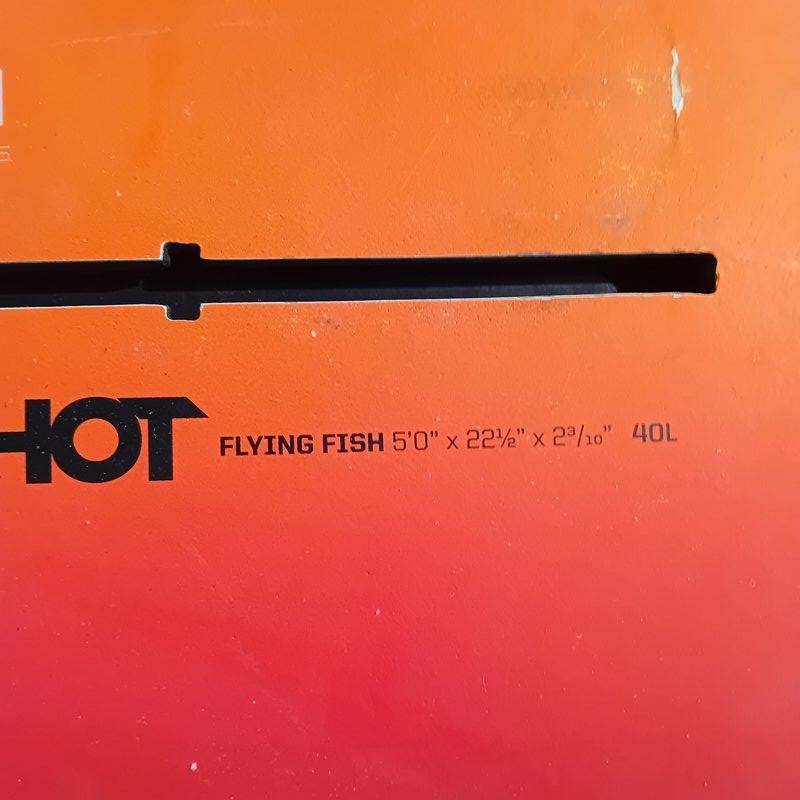 HOT FLYING FISH 5'0" x 22½" x 2³/₁₀" 40L